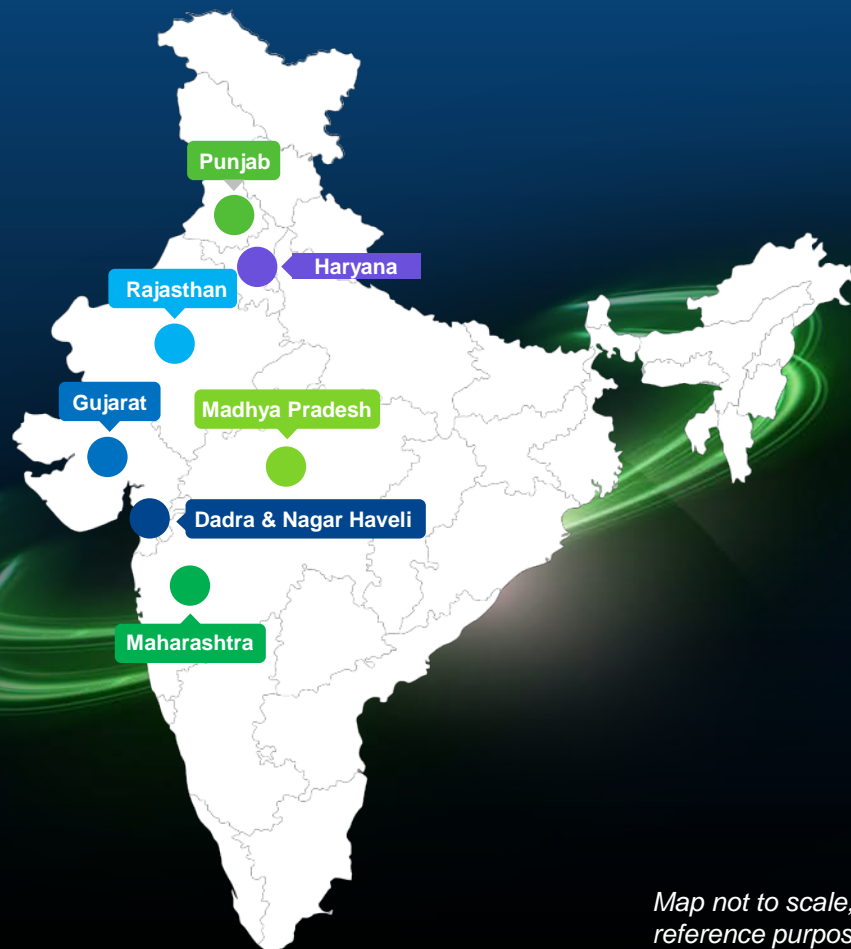 Punjab
Haryana
Rajasthan
Gujarat
Madhya Pradesh
Dadra & Nagar Haveli
Maharashtra
Map not to scale,
reference purpos